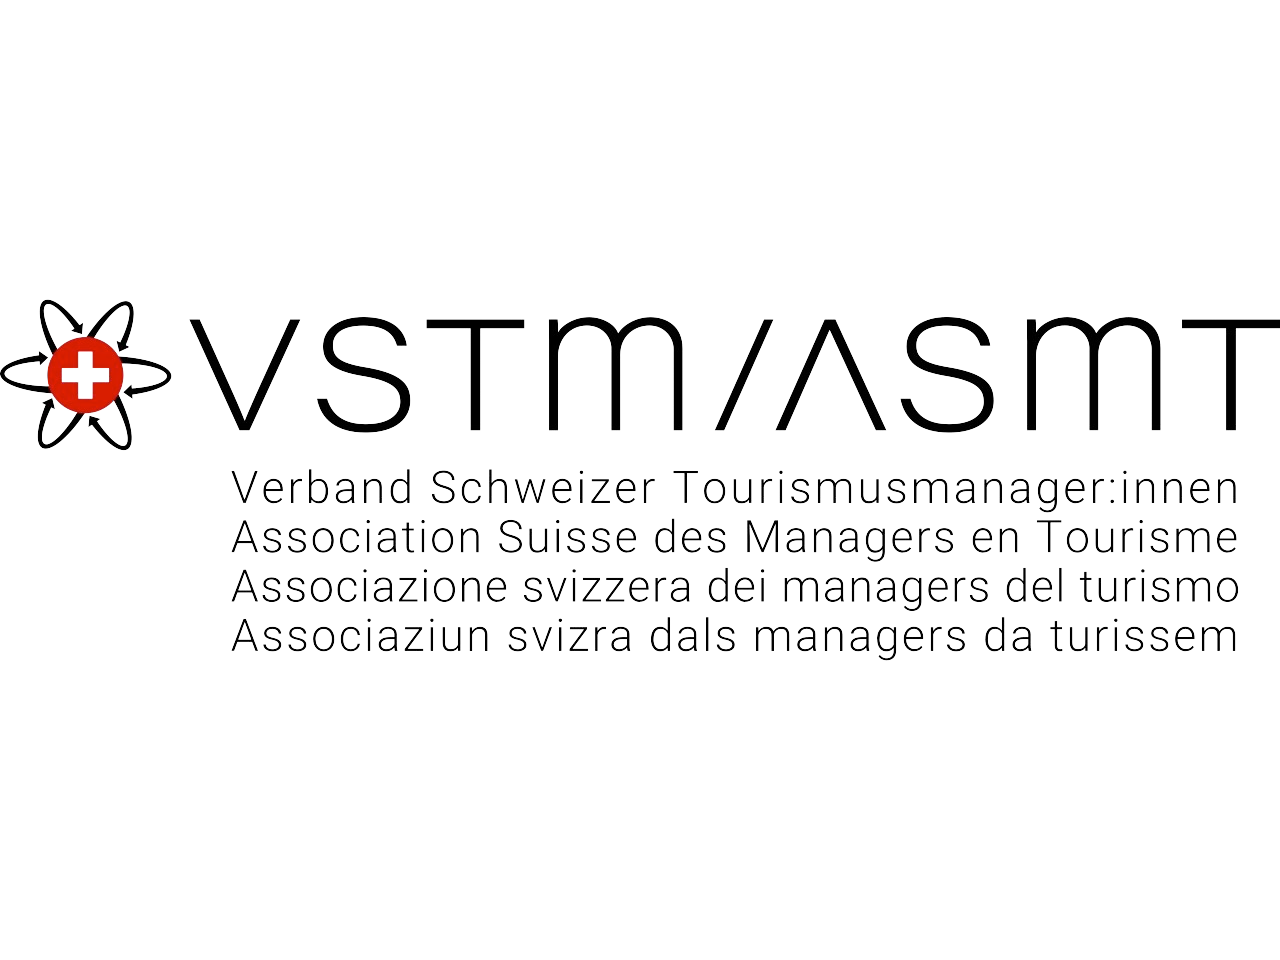 VSTM/ASMT
Verband Schweizer Tourismusmanager:innen
Association Suisse des Managers en Tourisme
Associazione svizzera dei managers del turismo
Associaziun svizra dals managers da turissem